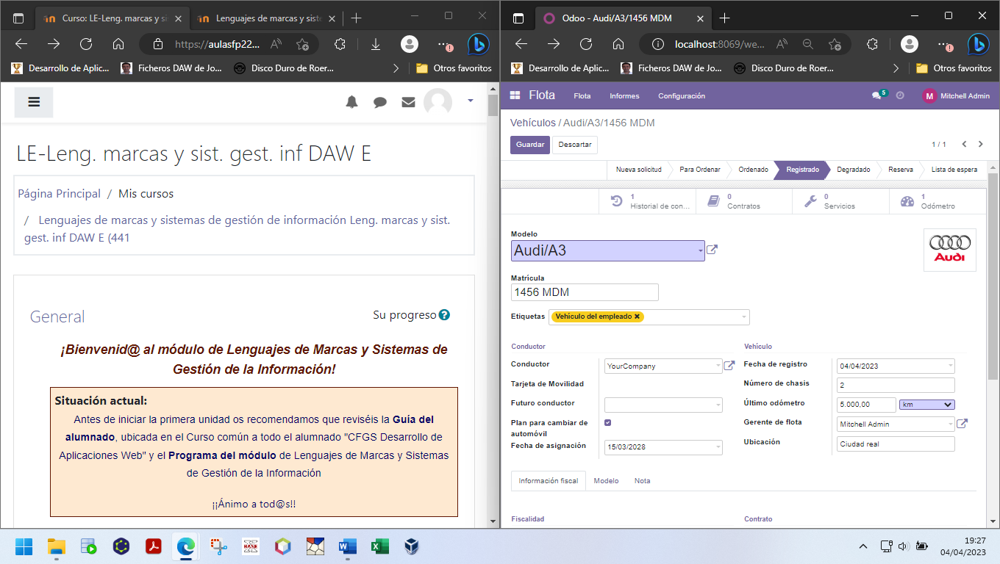 Curso: LE-Leng. marcas y si
Lenguajes de marcas y siste
https://aulasfp22...
Desarrollo de Aplic...
Ficheros DAW de Jo...
Disco Duro de Roer...
Otros favoritos
LE-Leng. marcas y sist. gest. inf DAW E
Página Principal / Mis cursos
/ Lenguajes de marcas y sistemas de gestión de información Leng. marcas y sist.
gest. inf DAW E (441
General
Su progreso ?
¡Bienvenid@ al módulo de Lenguajes de Marcas y Sistemas de
Gestión de la Información!
Situación actual:
Antes de iniciar la primera unidad os recomendamos que reviséis la Guía del
alumnado, ubicada en el Curso común a todo el alumnado "CFGS Desarrollo de
Aplicaciones Web" y el Programa del módulo de Lenguajes de Marcas y Sistemas
de Gestión de la Información
¡¡Ánimo a tod@s!!
Odoo - Audi/A3/1456 MDM
localhost:8069/we...
Desarrollo de Aplic...
Ficheros DAW de Jo...
Disco Duro de Roer...
Otros favoritos
Flota Flota Informes Configuración 5 M Mitchell Admin
Vehículos / Audi/A3/1456 MDM
Guardar Descartar 1 / 1
Nueva solicitud Para Ordenar Ordenado Registrado Degradado Reserva Lista de espera
1 Historial de con...
0 Contratos
0 Servicios
1 Odómetro
Modelo
Audi/A3
Audi
Matrícula
1456 MDM
Etiquetas Vehículo del empleado
Conductor
Conductor YourCompany
Tarjeta de Movilidad
Futuro conductor
Plan para cambiar de
automóvil
Fecha de asignación 15/03/2028
Vehículo
Fecha de registro 04/04/2023
Número de chasis 2
Último odómetro 5.000,00 km
Gerente de flota Mitchell Admin
Ubicación Ciudad real
Información fiscal Modelo Nota
Fiscalidad Contrato
BASE
19:27
04/04/2023